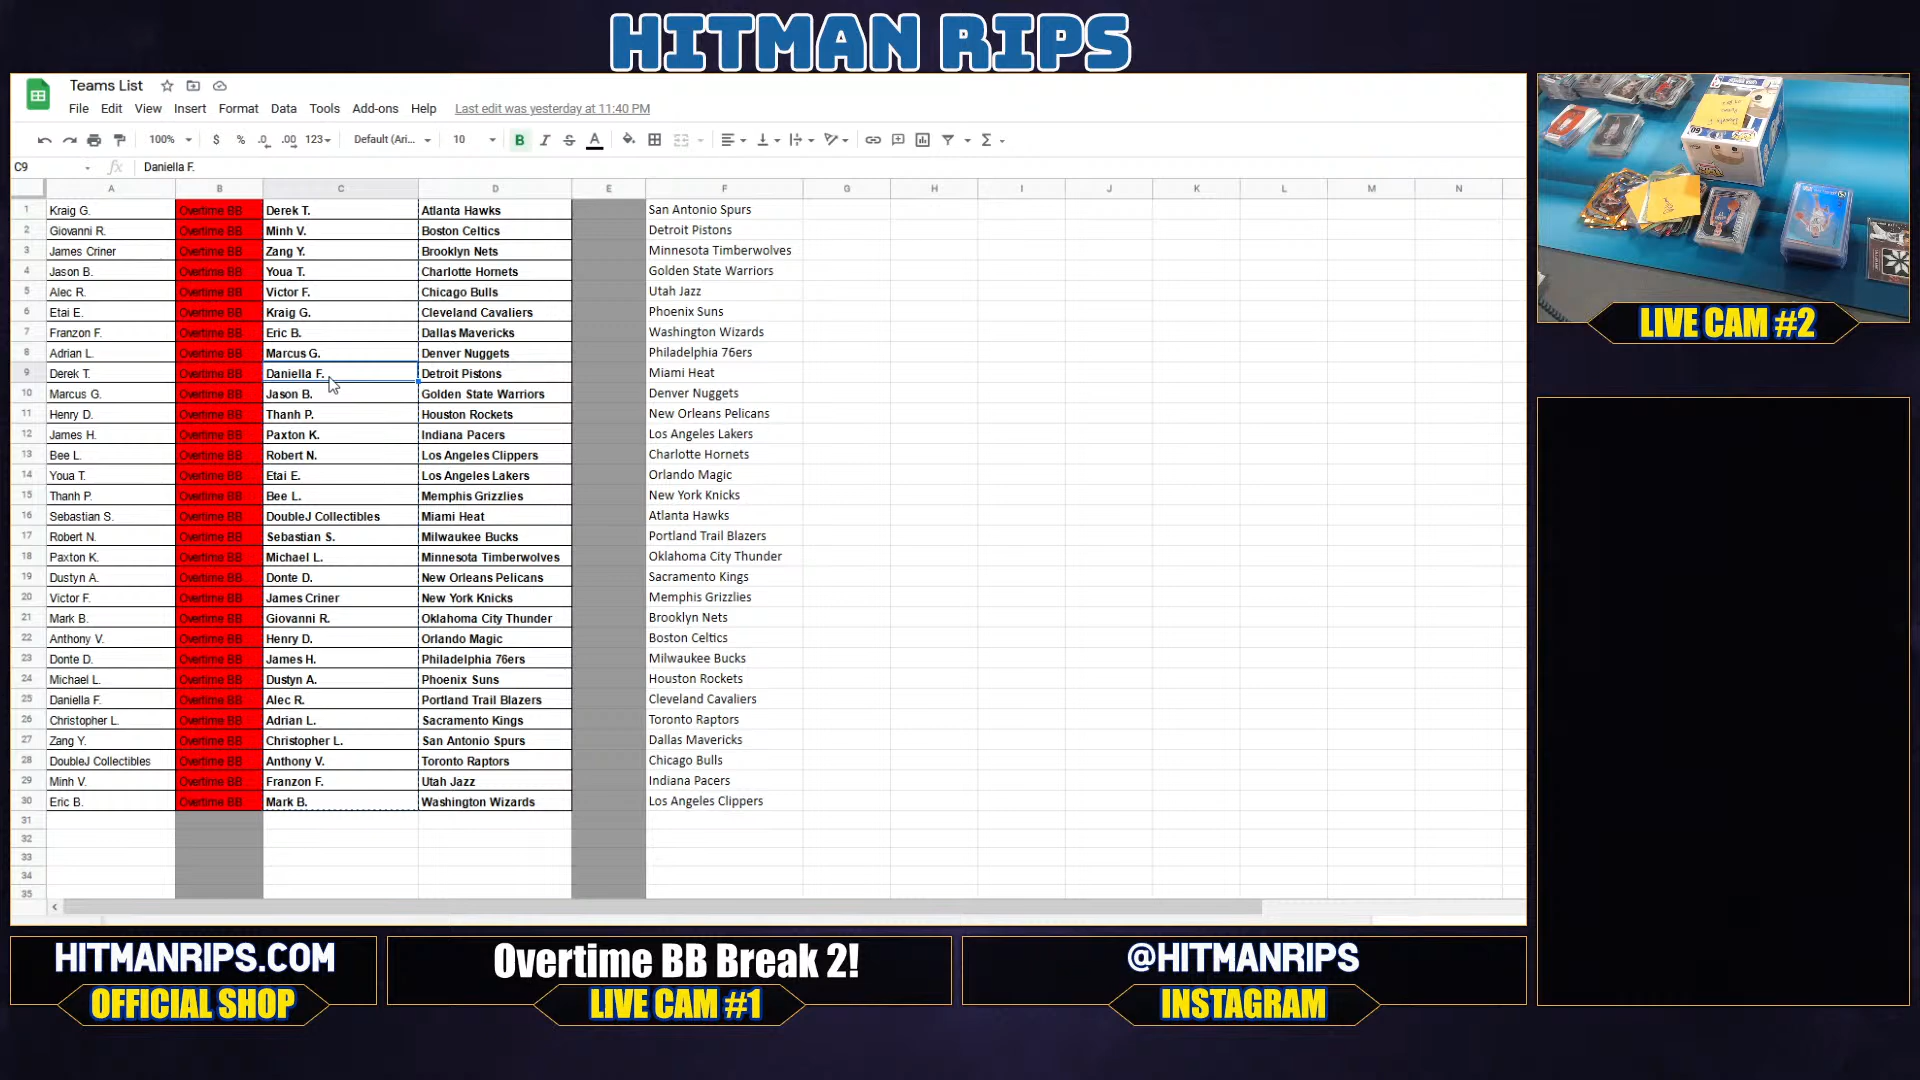 HITMAN RIPS
Teams List
File Edit View Insert Format Data Tools Add-ons Help Last edit was yesterday at 11:40 PM
100% $ % .0 .00 123 Default (Ari... 10 B I S A
C9 fx Daniella F.
A B C D E F G H I J K L M N
1 Kraig G. Overtime BB Derek T. Atlanta Hawks San Antonio Spurs
2 Giovanni R. Overtime BB Minh V. Boston Celtics Detroit Pistons
3 James Criner Overtime BB Zang Y. Brooklyn Nets Minnesota Timberwolves
4 Jason B. Overtime BB Youa T. Charlotte Hornets Golden State Warriors
5 Alec R. Overtime BB Victor F. Chicago Bulls Utah Jazz
6 Etai E. Overtime BB Kraig G. Cleveland Cavaliers Phoenix Suns
7 Franzon F. Overtime BB Eric B. Dallas Mavericks Washington Wizards
8 Adrian L. Overtime BB Marcus G. Denver Nuggets Philadelphia 76ers
9 Derek T. Overtime BB Daniella F. Detroit Pistons Miami Heat
10 Marcus G. Overtime BB Jason B. Golden State Warriors Denver Nuggets
11 Henry D. Overtime BB Thanh P. Houston Rockets New Orleans Pelicans
12 James H. Overtime BB Paxton K. Indiana Pacers Los Angeles Lakers
13 Bee L. Overtime BB Robert N. Los Angeles Clippers Charlotte Hornets
14 Youa T. Overtime BB Etai E. Los Angeles Lakers Orlando Magic
15 Thanh P. Overtime BB Bee L. Memphis Grizzlies New York Knicks
16 Sebastian S. Overtime BB DoubleJ Collectibles Miami Heat Atlanta Hawks
17 Robert N. Overtime BB Sebastian S. Milwaukee Bucks Portland Trail Blazers
18 Paxton K. Overtime BB Michael L. Minnesota Timberwolves Oklahoma City Thunder
19 Dustyn A. Overtime BB Donte D. New Orleans Pelicans Sacramento Kings
20 Victor F. Overtime BB James Criner New York Knicks Memphis Grizzlies
21 Mark B. Overtime BB Giovanni R. Oklahoma City Thunder Brooklyn Nets
22 Anthony V. Overtime BB Henry D. Orlando Magic Boston Celtics
23 Donte D. Overtime BB James H. Philadelphia 76ers Milwaukee Bucks
24 Michael L. Overtime BB Dustyn A. Phoenix Suns Houston Rockets
25 Daniella F. Overtime BB Alec R. Portland Trail Blazers Cleveland Cavaliers
26 Christopher L. Overtime BB Adrian L. Sacramento Kings Toronto Raptors
27 Zang Y. Overtime BB Christopher L. San Antonio Spurs Dallas Mavericks
28 DoubleJ Collectibles Overtime BB Anthony V. Toronto Raptors Chicago Bulls
29 Minh V. Overtime BB Franzon F. Utah Jazz Indiana Pacers
30 Eric B. Overtime BB Mark B. Washington Wizards Los Angeles Clippers
31
32
33
34
35
LIVE CAM #2
HITMANRIPS.COM
OFFICIAL SHOP
Overtime BB Break 2!
LIVE CAM #1
@HITMANRIPS
INSTAGRAM